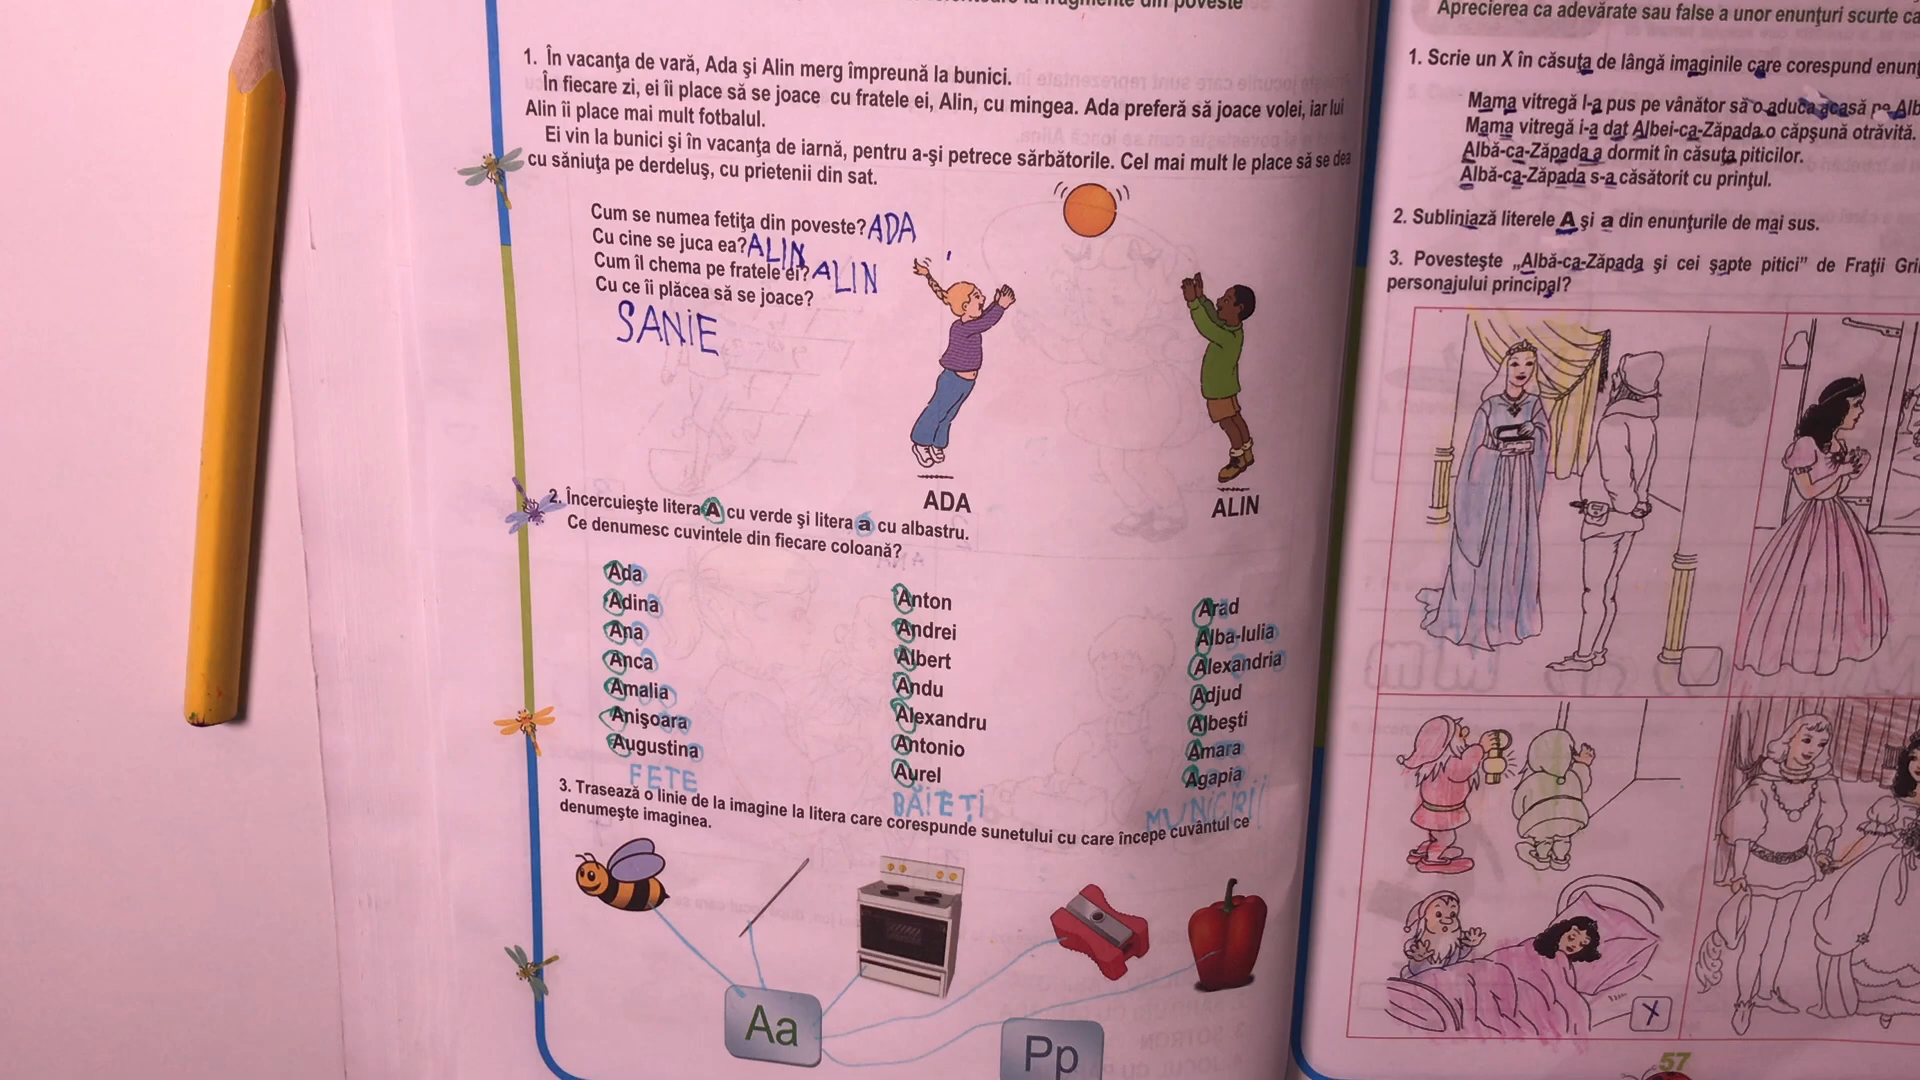 din poveste
1. În vacanţa de vară, Ada şi Alin merg împreună la bunici.
În fiecare zi, ei îi place să se joace cu fratele ei, Alin, cu mingea. Ada preferă să joace volei, iar lui
Alin îi place mai mult fotbalul.
Ei vin la bunici şi în vacanţa de iarnă, pentru a-şi petrece sărbătorile. Cel mai mult le place să se dea
cu săniuţa pe derdeluş, cu prietenii din sat.
Cum se numea fetiţa din poveste? ADA
Cu cine se juca ea? ALIN
Cum îl chema pe fratele ei? ALIN
Cu ce îi plăcea să se joace?
SANIE
ADA
ALIN
2. Încercuieşte litera A cu verde şi litera a cu albastru.
Ce denumesc cuvintele din fiecare coloană?
Ada
Adina
Ana
Anca
Amalia
Anişoara
Augustina
FETE
Anton
Andrei
Albert
Andu
Alexandru
Antonio
Aurel
BĂIEȚI
Arad
Alba-Iulia
Alexandria
Adjud
Albeşti
Amara
Agapia
3. Trasează o linie de la imagine la litera care corespunde sunetului cu care începe cuvântul ce
denumeşte imaginea.
Aa
Pp
Aprecierea ca adevărate sau false a unor enunţuri scurte
1. Scrie un X în căsuţa de lângă imaginile care corespund
Mama vitregă l-a pus pe vânător să o aducă acasă pe
Mama vitregă i-a dat Albei-ca-Zăpada o căpşună otrăvită.
Albă-ca-Zăpada a dormit în căsuţa piticilor.
Albă-ca-Zăpada s-a căsătorit cu prinţul.
2. Subliniază literele A şi a din enunţurile de mai sus.
3. Povesteşte „Albă-ca-Zăpada şi cei şapte pitici” de Fraţii
personajului principal?
X
57